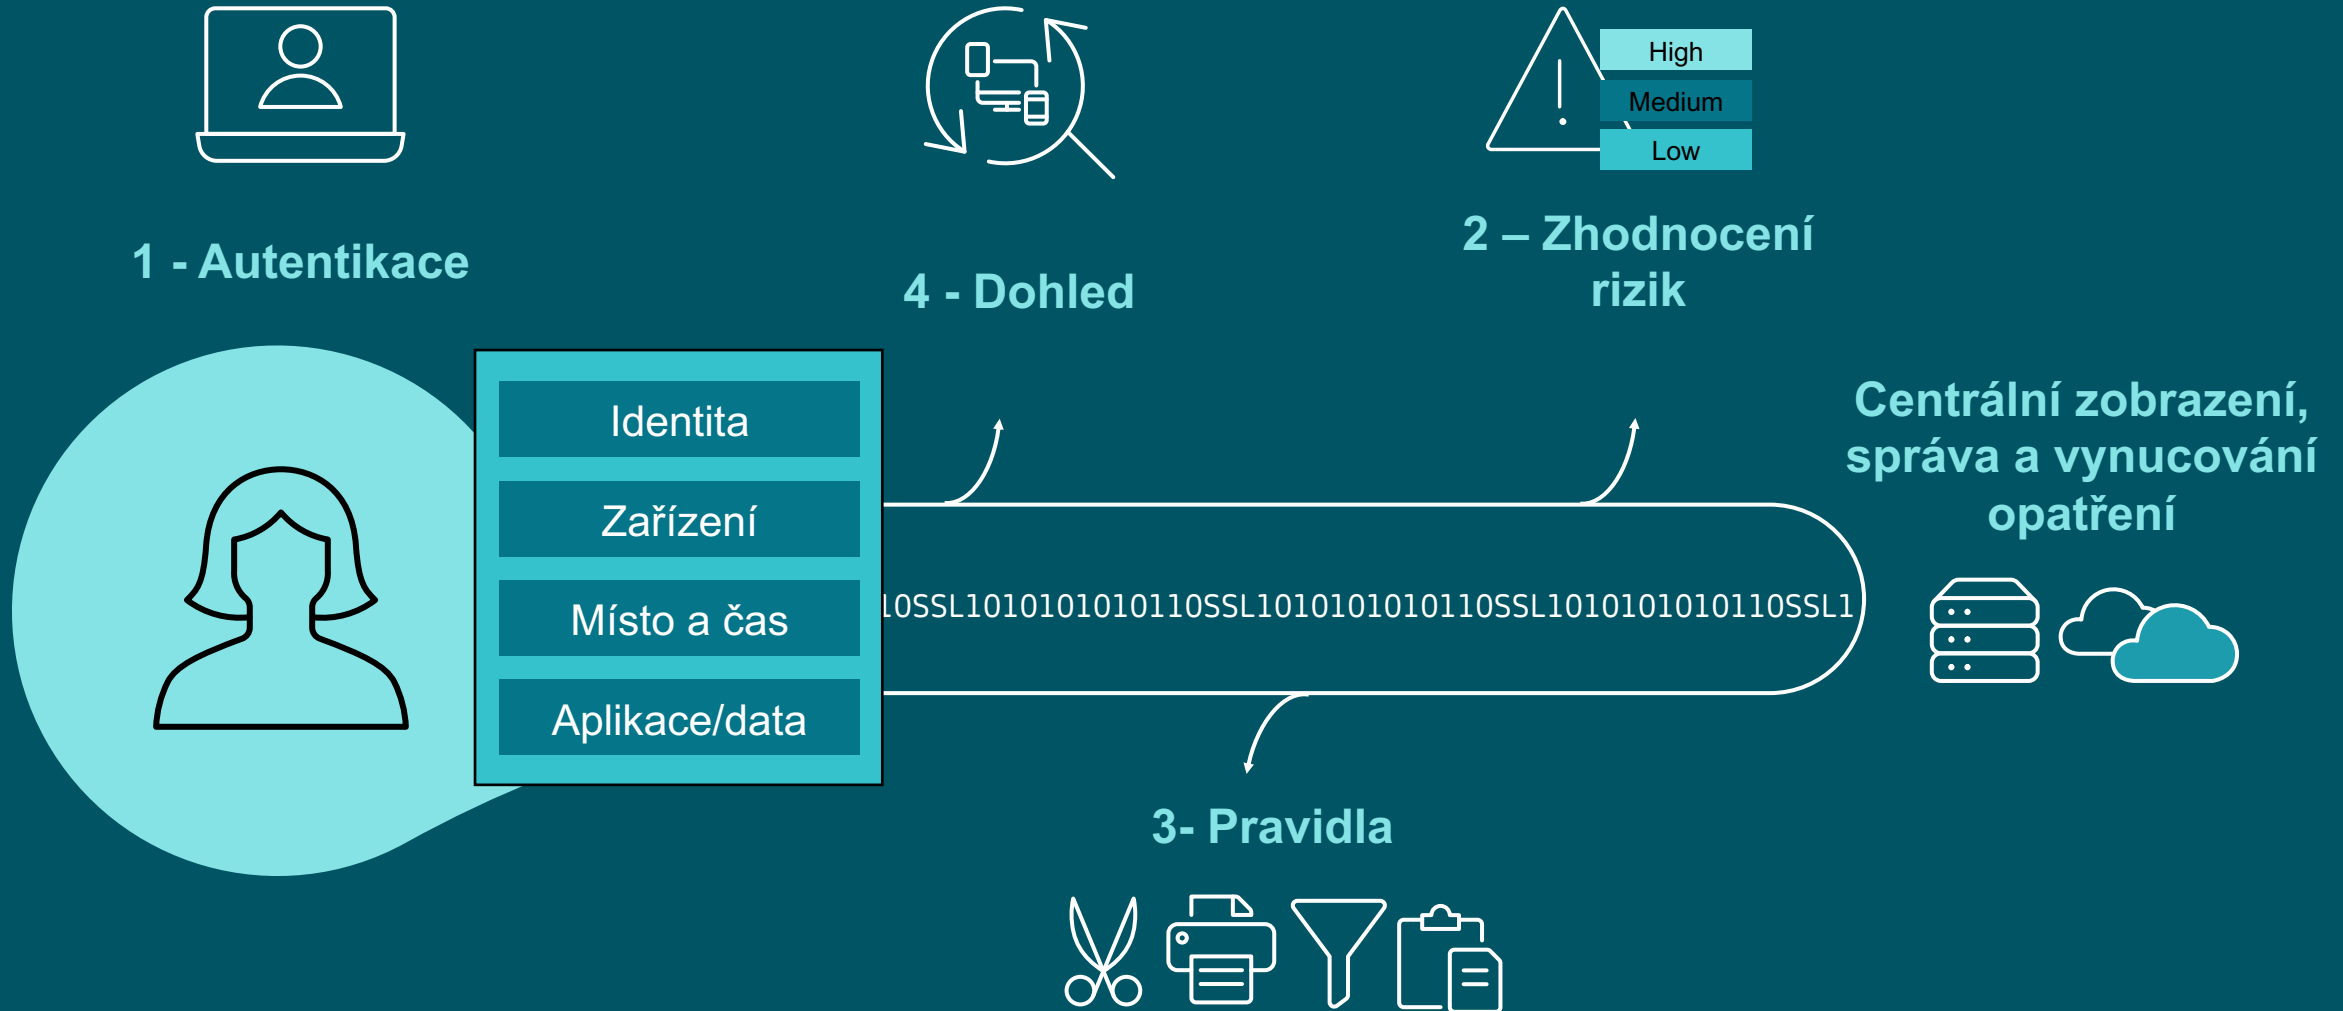 High
Medium
Low
1 - Autentikace
4 - Dohled
2 – Zhodnocení
rizik
Identita
Zařízení
Místo a čas
Aplikace/data
10SSL1010101010110SSL1010101010110SSL1010101010110SSL1
Centrální zobrazení,
správa a vynucování
opatření
3- Pravidla